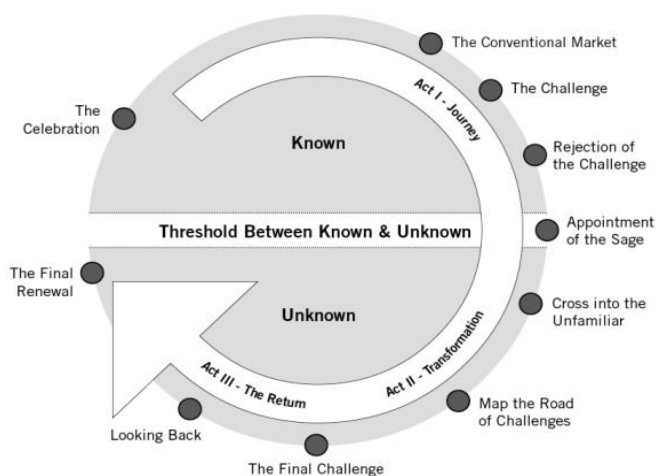 The Conventional Market
Act I - Journey
The Challenge
The
Celebration
Known
Rejection of
the Challenge
Threshold Between Known & Unknown
Appointment
of the Sage
The Final
Renewal
Unknown
Cross into the
Unfamiliar
Act II - Transformation
Act III - The Return
Map the Road
of Challenges
Looking Back
The Final Challenge